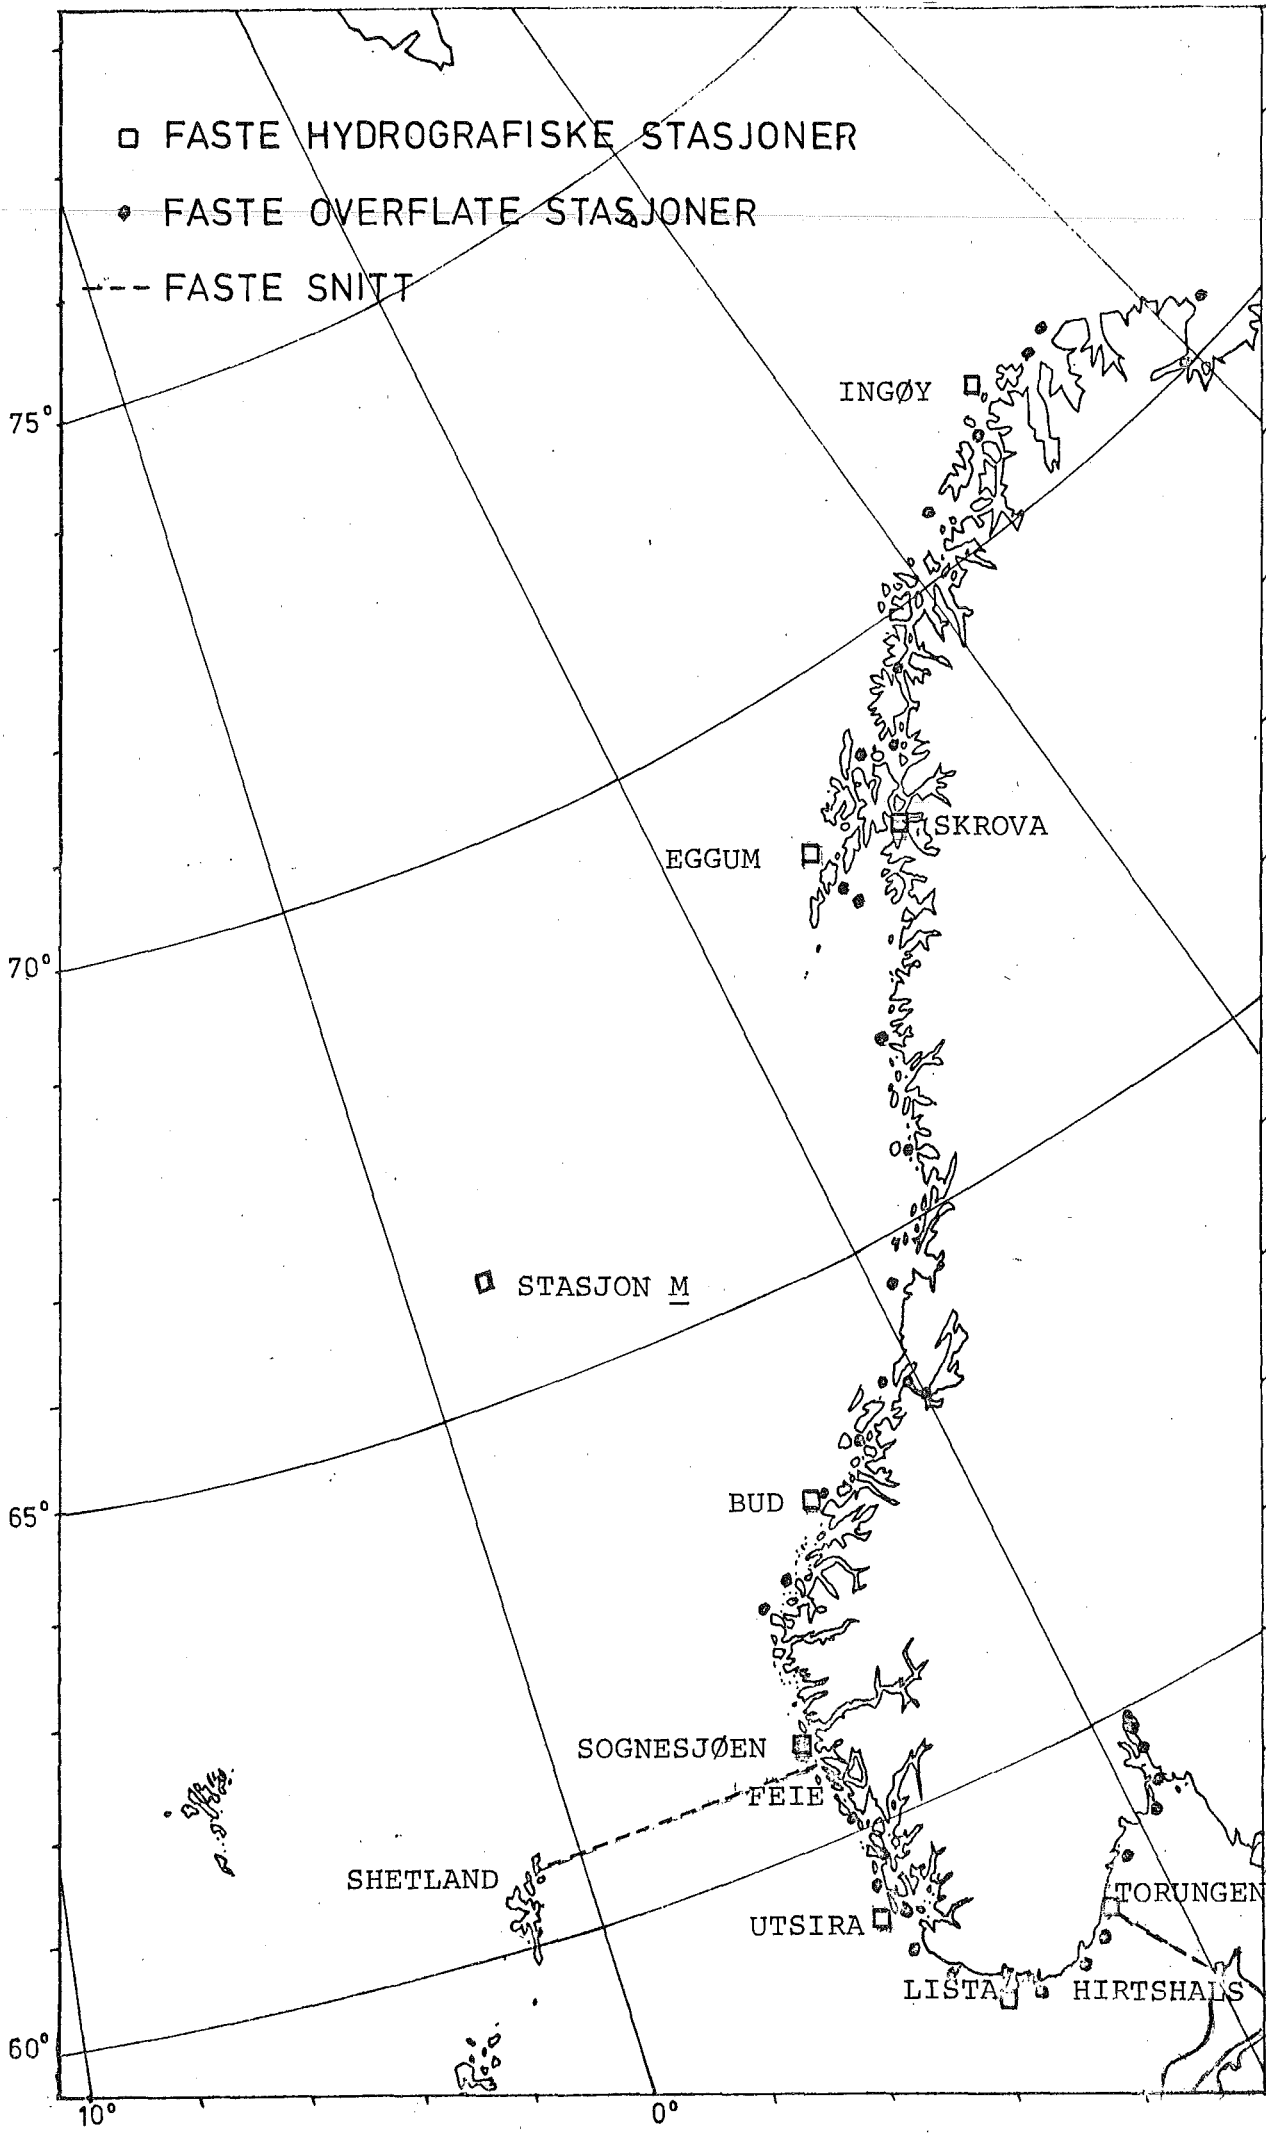 FASTE HYDROGRAFISKE STASJONER
FASTE OVERFLATE STASJONER
FASTE SNITT
INGØY
75°
SKROVA
EGGUM
70°
STASJON M
BUD
65°
SOGNESJØEN
FEIE
SHETLAND
TORUNGEN
UTSIRA
LISTA
HIRTSHALS
60°
10°
0°